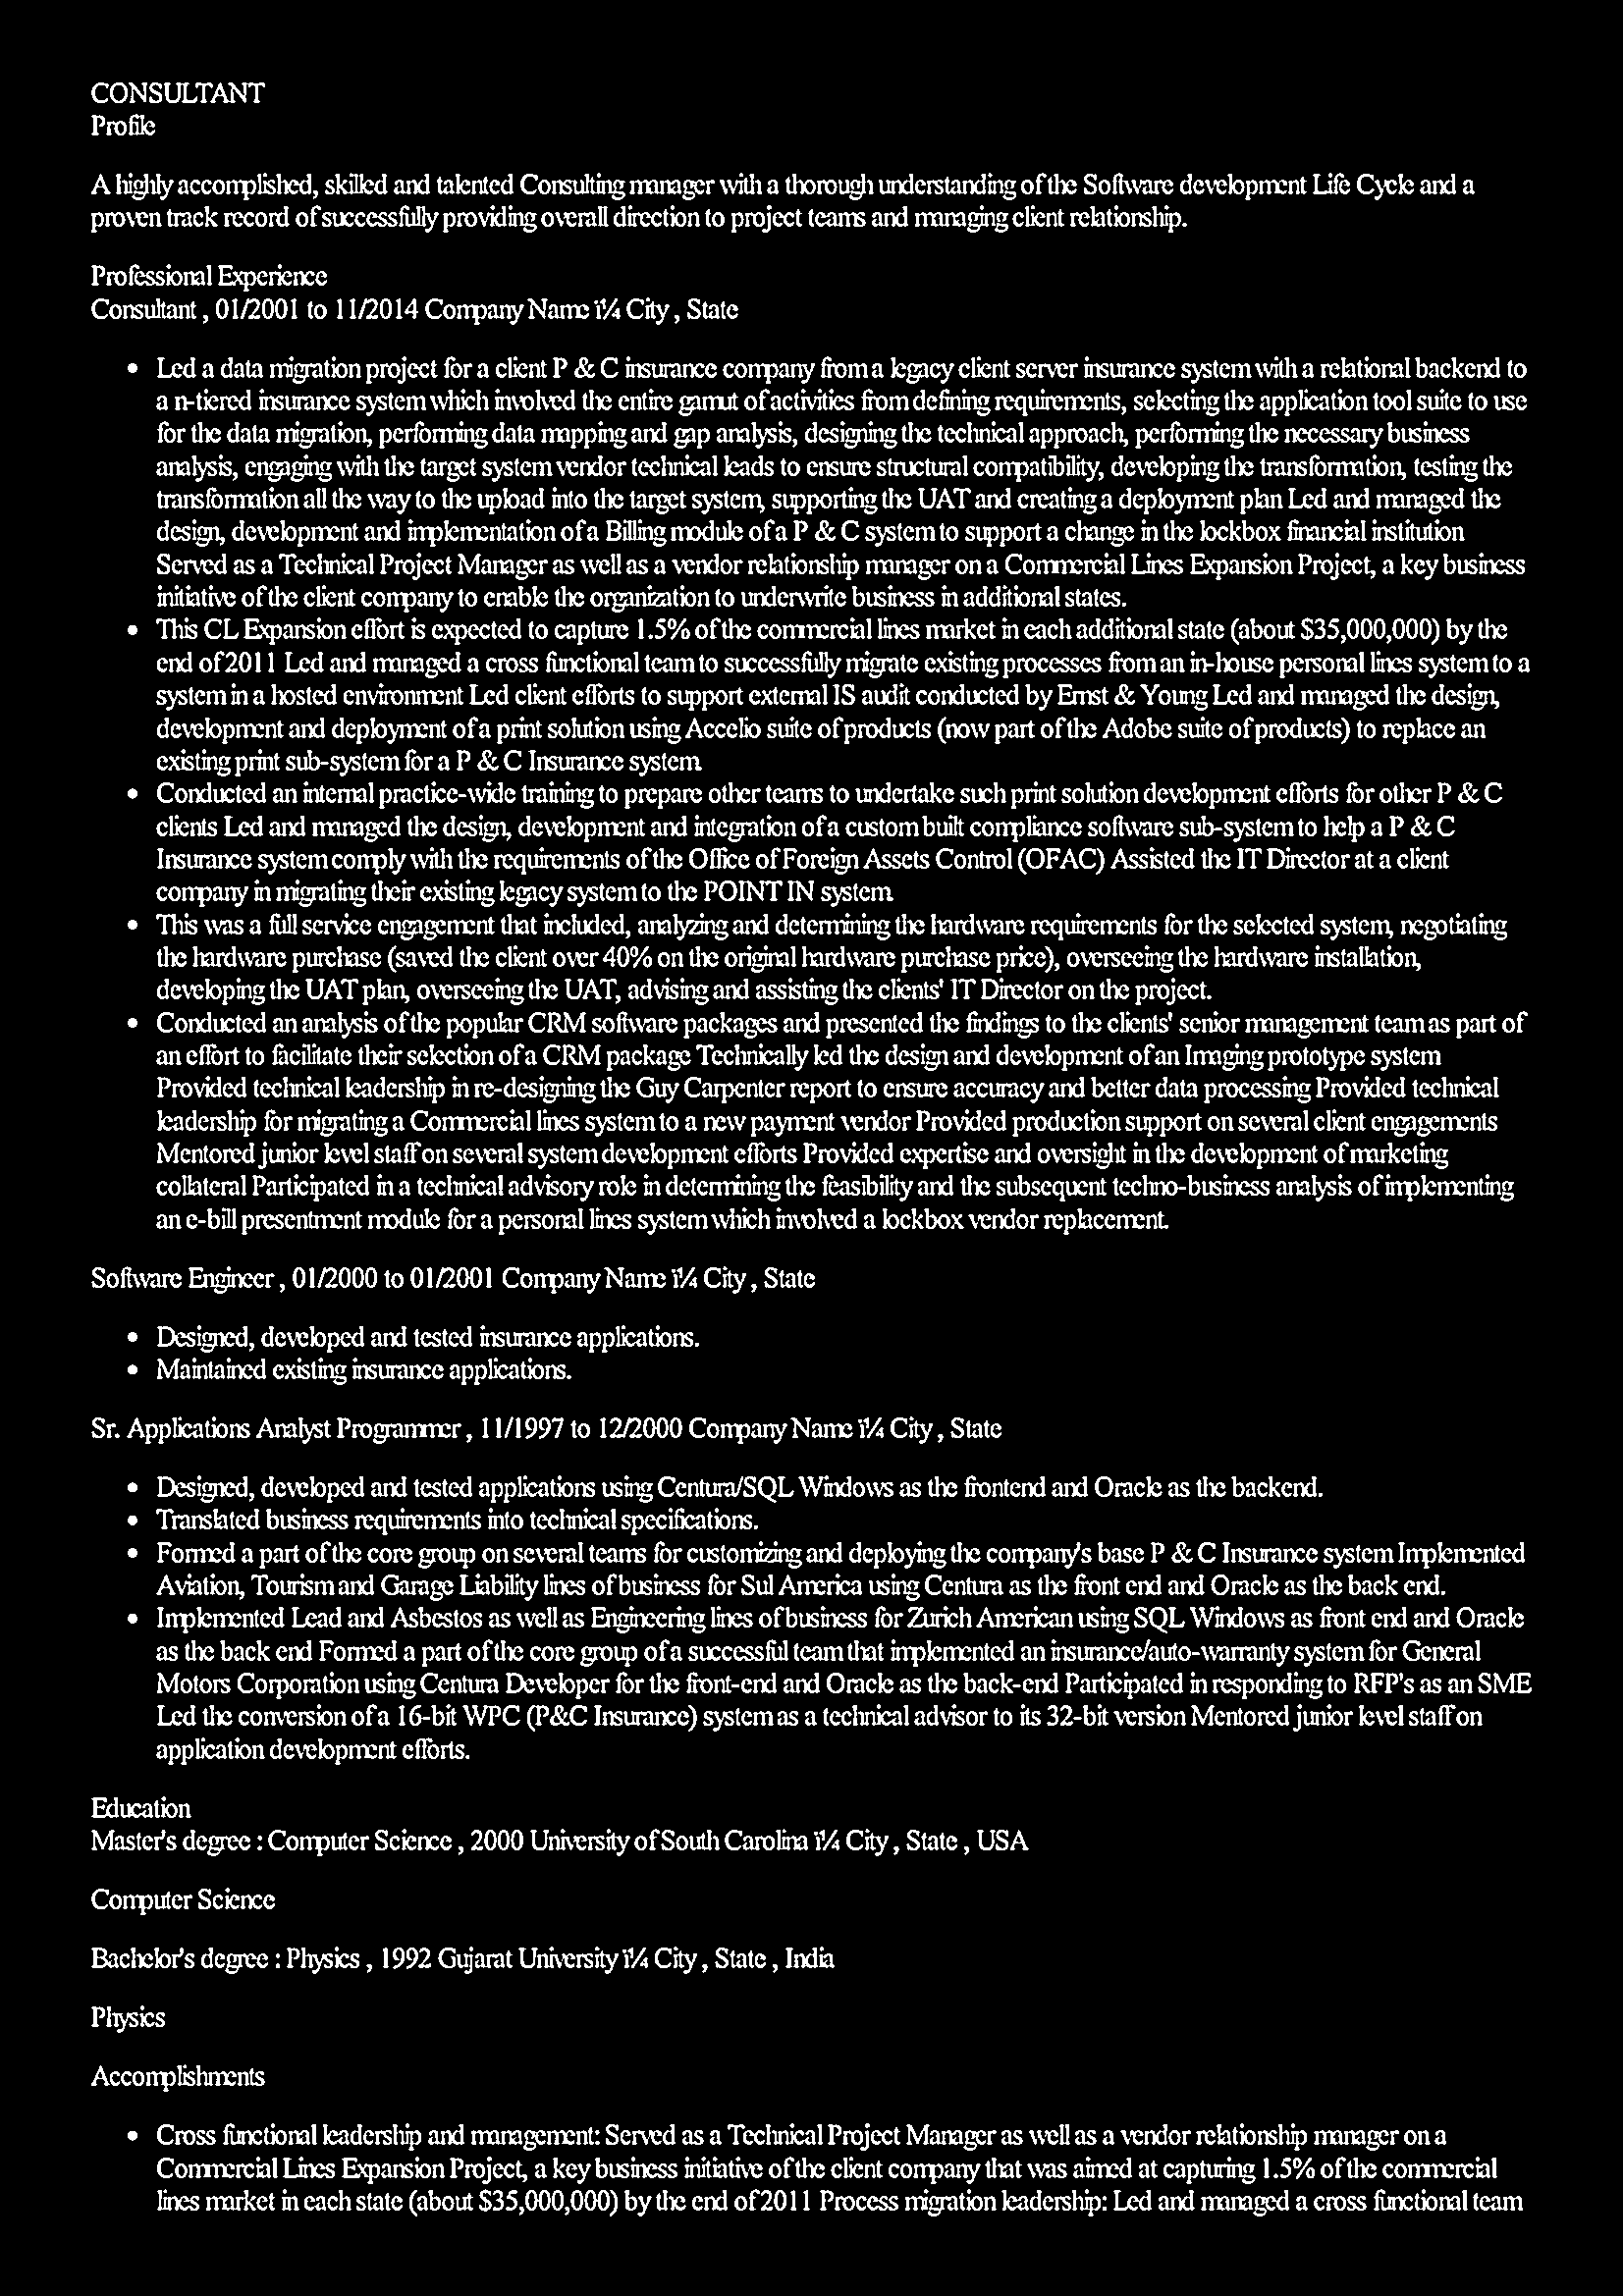 CONSULTANT
Profile
A highly accomplished, skilled and talented Consulting manager with a thorough understanding of the Software development Life Cycle and a
proven track record of successfully providing overall direction to project teams and managing client relationship.
Professional Experience
Consultant , 01/2001 to 11/2014 Company Name ï¼ City , State
• Led a data migration project for a client P & C insurance company from a legacy client server insurance system with a relational backend to
a n-tiered insurance system which involved the entire gamut of activities from defining requirements, selecting the application tool suite to use
for the data migration, performing data mapping and gap analysis, designing the technical approach, performing the necessary business
analysis, engaging with the target system vendor technical leads to ensure structural compatibility, developing the transformation, testing the
transformation all the way to the upload into the target system, supporting the UAT and creating a deployment plan Led and managed the
design, development and implementation of a Billing module of a P & C system to support a change in the lockbox financial institution
Served as a Technical Project Manager as well as a vendor relationship manager on a Commercial Lines Expansion Project, a key business
initiative of the client company to enable the organization to underwrite business in additional states.
• This CL Expansion effort is expected to capture 1.5% of the commercial lines market in each additional state (about $35,000,000) by the
end of 2011 Led and managed a cross functional team to successfully migrate existing processes from an in-house personal lines system to a
system in a hosted environment Led client efforts to support external IS audit conducted by Ernst & Young Led and managed the design,
development and deployment of a print solution using Accelio suite of products (now part of the Adobe suite of products) to replace an
existing print sub-system for a P & C Insurance system.
• Conducted an internal practice-wide training to prepare other teams to undertake such print solution development efforts for other P & C
clients Led and managed the design, development and integration of a custom built compliance software sub-system to help a P & C
Insurance system comply with the requirements of the Office of Foreign Assets Control (OFAC) Assisted the IT Director at a client
company in migrating their existing legacy system to the POINT IN system.
• This was a full service engagement that included, analyzing and determining the hardware requirements for the selected system, negotiating
the hardware purchase (saved the client over 40% on the original hardware purchase price), overseeing the hardware installation,
developing the UAT plan, overseeing the UAT, advising and assisting the clients' IT Director on the project.
• Conducted an analysis of the popular CRM software packages and presented the findings to the clients' senior management team as part of
an effort to facilitate their selection of a CRM package Technically led the design and development of an Imaging prototype system
Provided technical leadership in re-designing the Guy Carpenter report to ensure accuracy and better data processing Provided technical
leadership for migrating a Commercial lines system to a new payment vendor Provided production support on several client engagements
Mentored junior level staff on several system development efforts Provided expertise and oversight in the development of marketing
collateral Participated in a technical advisory role in determining the feasibility and the subsequent techno-business analysis of implementing
an e-bill presentment module for a personal lines system which involved a lockbox vendor replacement.
Software Engineer , 01/2000 to 01/2001 Company Name ï¼ City , State
• Designed, developed and tested insurance applications.
• Maintained existing insurance applications.
Sr. Applications Analyst Programmer , 11/1997 to 12/2000 Company Name ï¼ City , State
• Designed, developed and tested applications using Centura/SQL Windows as the frontend and Oracle as the backend.
• Translated business requirements into technical specifications.
• Formed a part of the core group on several teams for customizing and deploying the company's base P & C Insurance system Implemented
Aviation, Tourism and Garage Liability lines of business for Sul America using Centura as the front end and Oracle as the back end.
• Implemented Lead and Asbestos as well as Engineering lines of business for Zurich American using SQL Windows as front end and Oracle
as the back end Formed a part of the core group of a successful team that implemented an insurance/auto-warranty system for General
Motors Corporation using Centura Developer for the front-end and Oracle as the back-end Participated in responding to RFP's as an SME
Led the conversion of a 16-bit WPC (P&C Insurance) system as a technical advisor to its 32-bit version Mentored junior level staff on
application development efforts.
Education
Master's degree : Computer Science , 2000 University of South Carolina ï¼ City , State , USA
Computer Science
Bachelor's degree : Physics , 1992 Gujarat University ï¼ City , State , India
Physics
Accomplishments
• Cross functional leadership and management: Served as a Technical Project Manager as well as a vendor relationship manager on a
Commercial Lines Expansion Project, a key business initiative of the client company that was aimed at capturing 1.5% of the commercial
lines market in each state (about $35,000,000) by the end of 2011 Process migration leadership: Led and managed a cross functional team